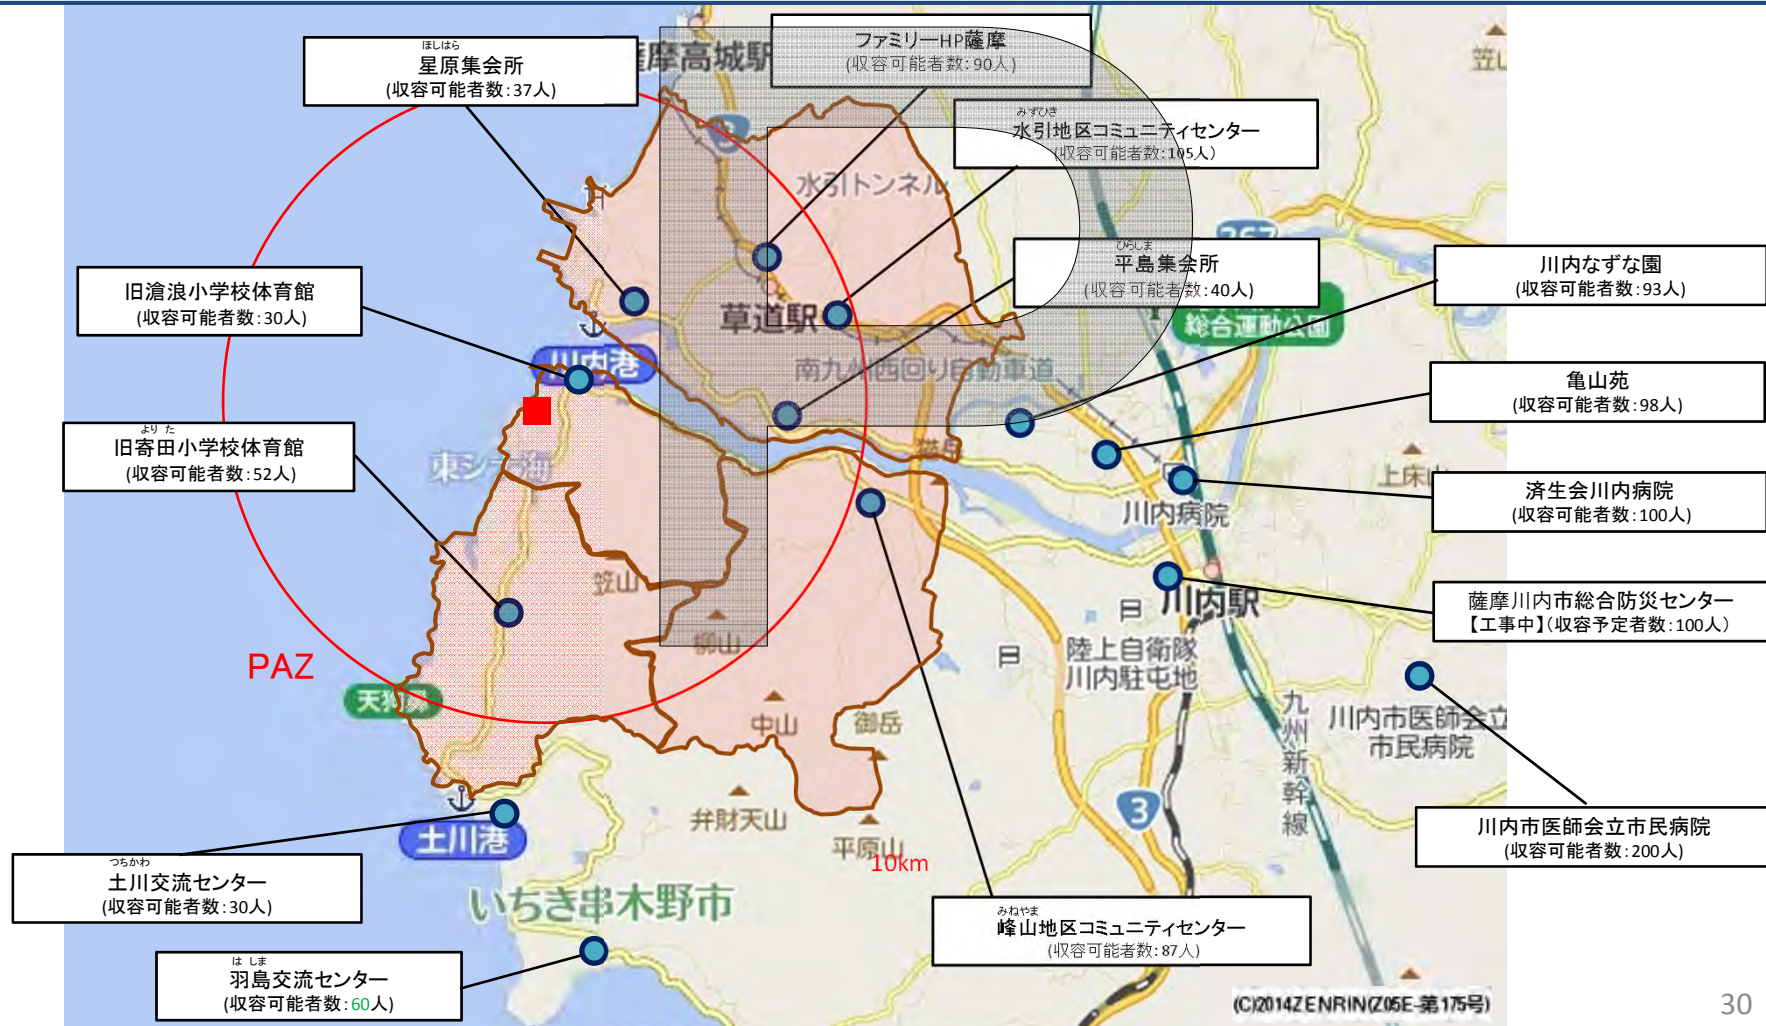 ほしはら
星原集会所
(収容可能者数:37人)
薩摩高城駅
ファミリーHP薩摩
(収容可能者数:90人)
みずひき
水引地区コミュニティセンター
(収容可能者数:105人)
水引トンネル
ひらしま
平島集会所
(収容可能者数:40人)
267
総合運動公園
川内なずな園
(収容可能者数:93人)
旧滄浪小学校体育館
(収容可能者数:30人)
草道駅
川内港
南九州西回り自動車道
亀山苑
(収容可能者数:98人)
よりた
旧寄田小学校体育館
(収容可能者数:52人)
東シナ海
上床山
川内病院
済生会川内病院
(収容可能者数:100人)
笠山
柳山
川内駅
薩摩川内市総合防災センター
【工事中】(収容予定者数:100人)
陸上自衛隊
川内駐屯地
PAZ
中山
御岳
九州新幹線
川内市医師会立
市民病院
弁財天山
平原山
10km
3
土川港
川内市医師会立市民病院
(収容可能者数:200人)
つちかわ
土川交流センター
(収容可能者数:30人)
いちき串木野市
みねやま
峰山地区コミュニティセンター
(収容可能者数:87人)
はしま
羽島交流センター
(収容可能者数:60人)
(C)2014ZENRIN(Z05E-第175号)
30